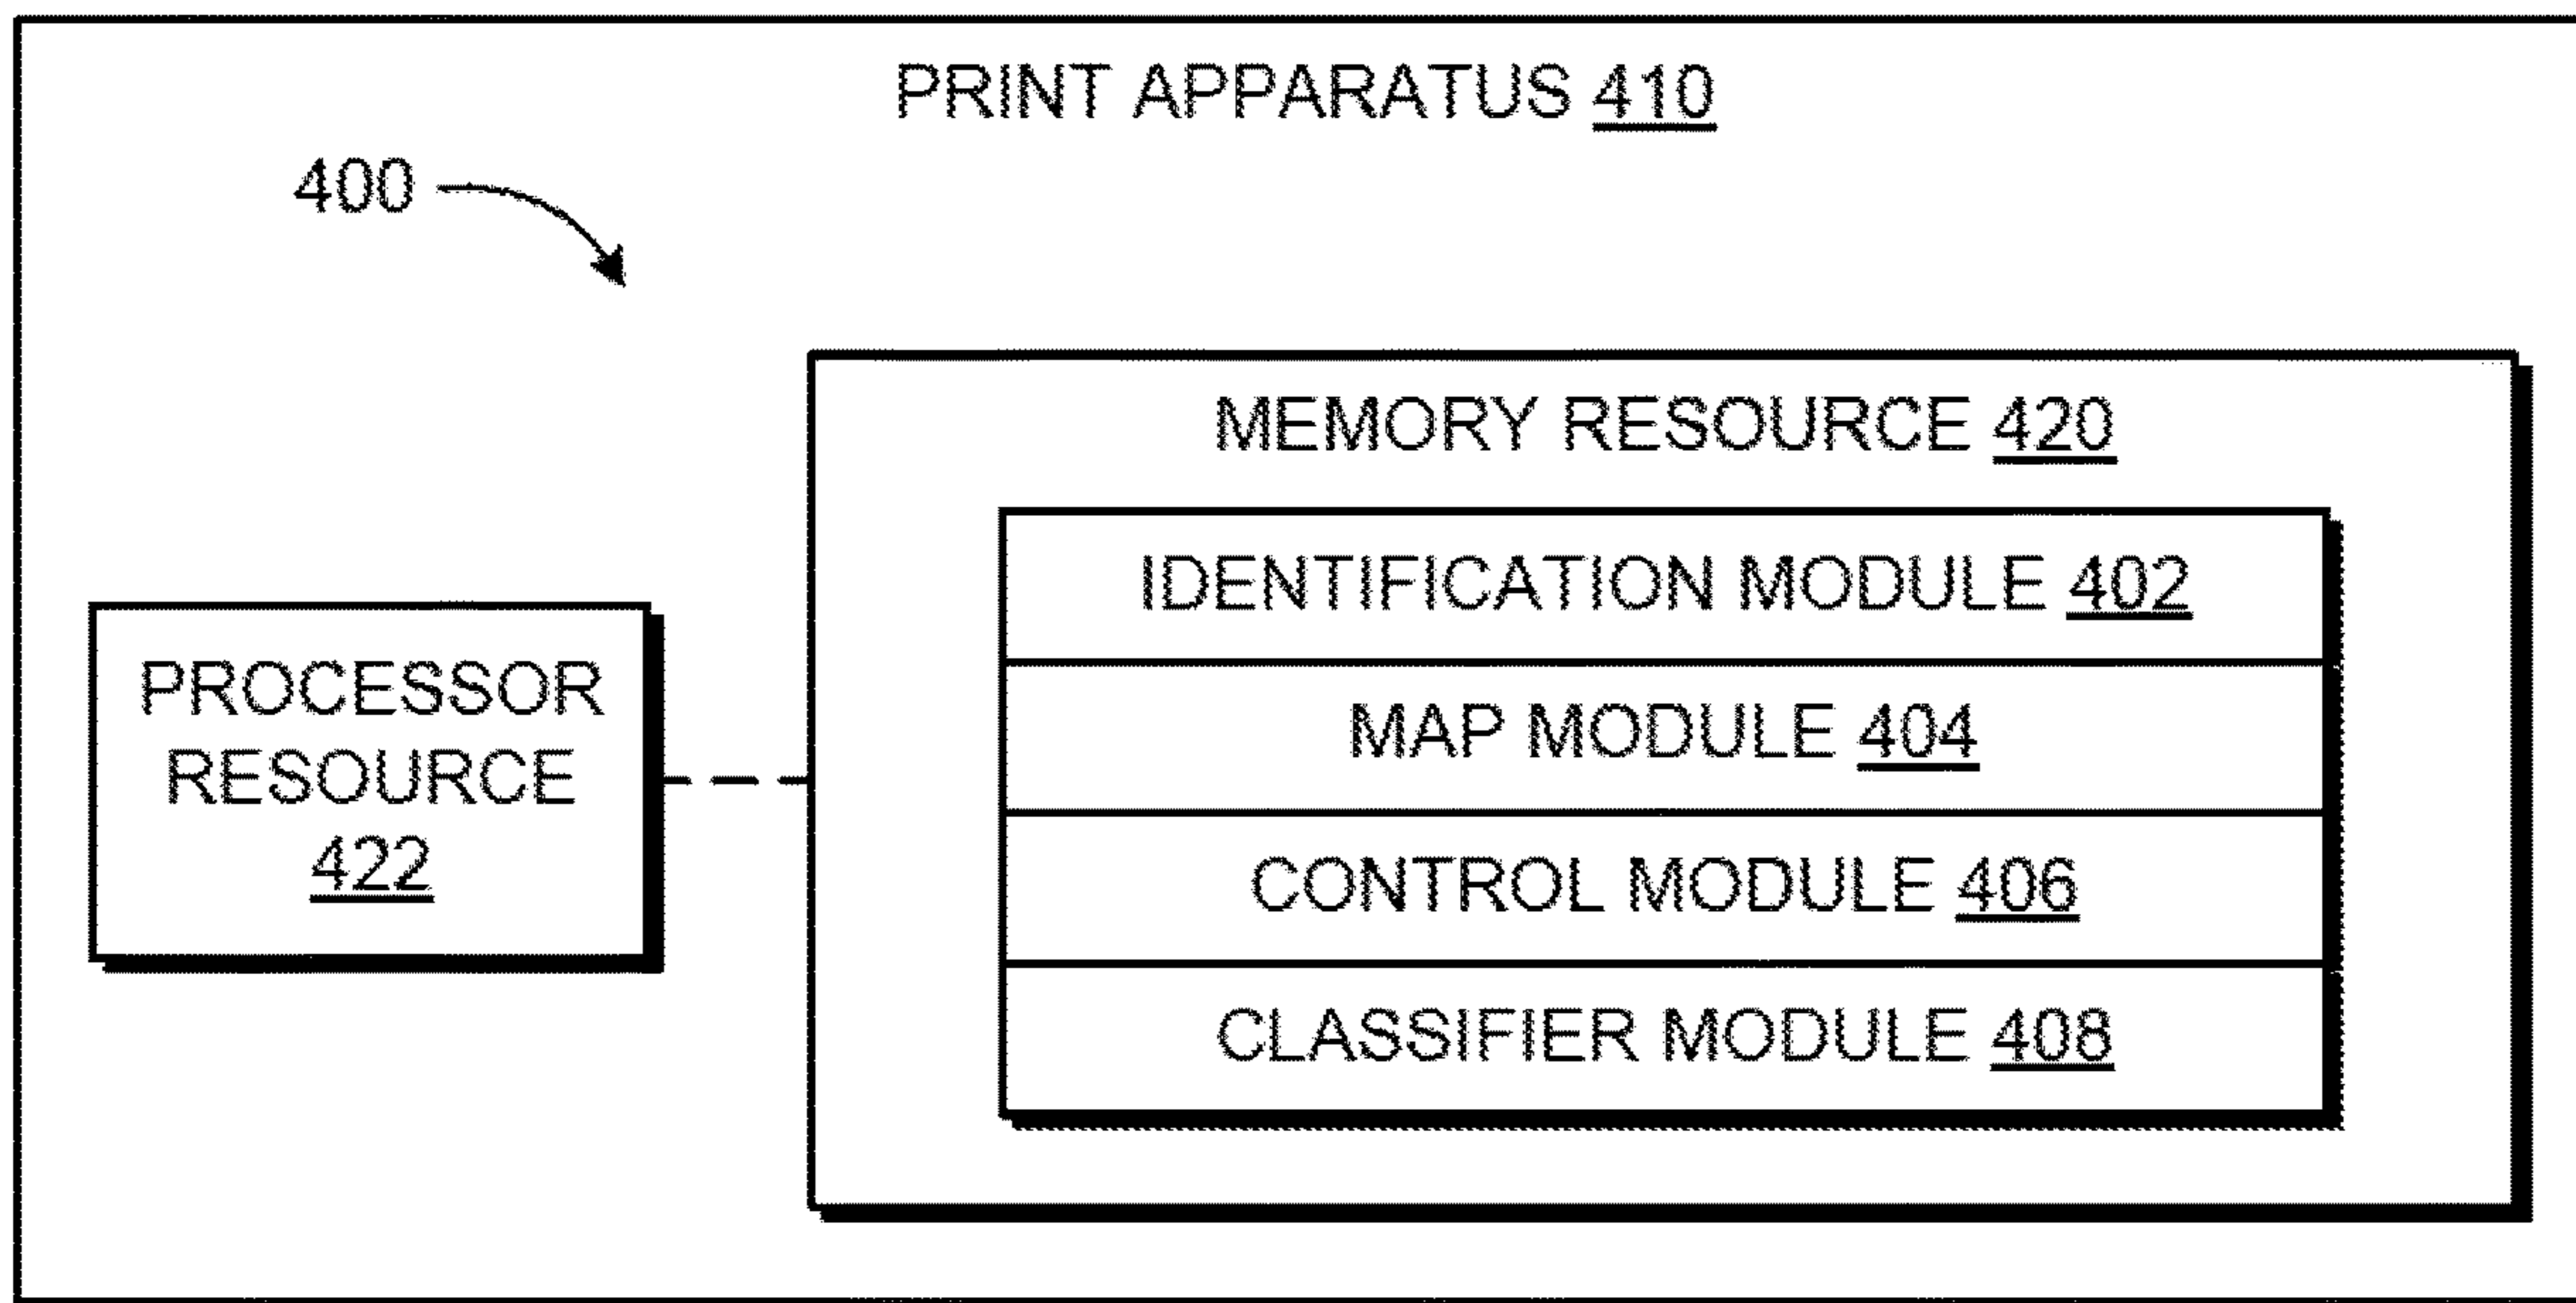 PRINT APPARATUS 410
400
MEMORY RESOURCE 420
IDENTIFICATION MODULE 402
MAP MODULE 404
CONTROL MODULE 406
CLASSIFIER MODULE 408
PROCESSOR
RESOURCE
422